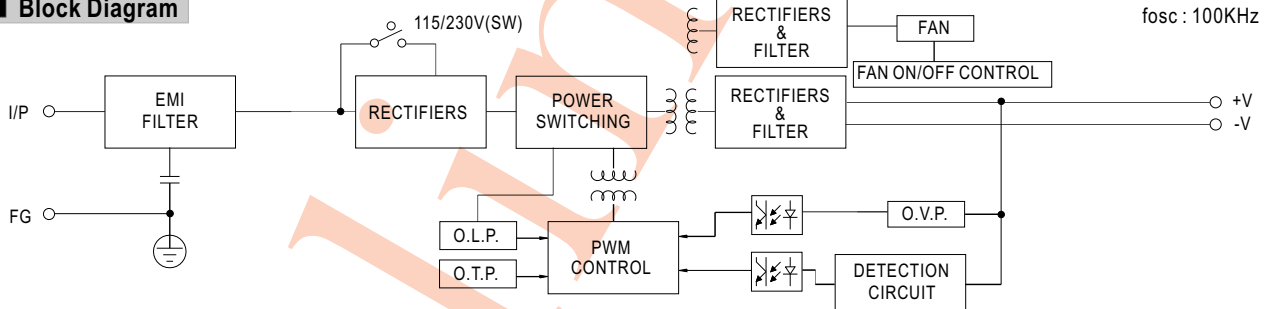 Block Diagram
fosc : 100KHz
115/230V(SW)
RECTIFIERS
&
FILTER
FAN
FAN ON/OFF CONTROL
I/P
EMI
FILTER
RECTIFIERS
POWER
SWITCHING
RECTIFIERS
&
FILTER
+V
-V
FG
O.L.P.
O.T.P.
PWM
CONTROL
O.V.P.
DETECTION
CIRCUIT